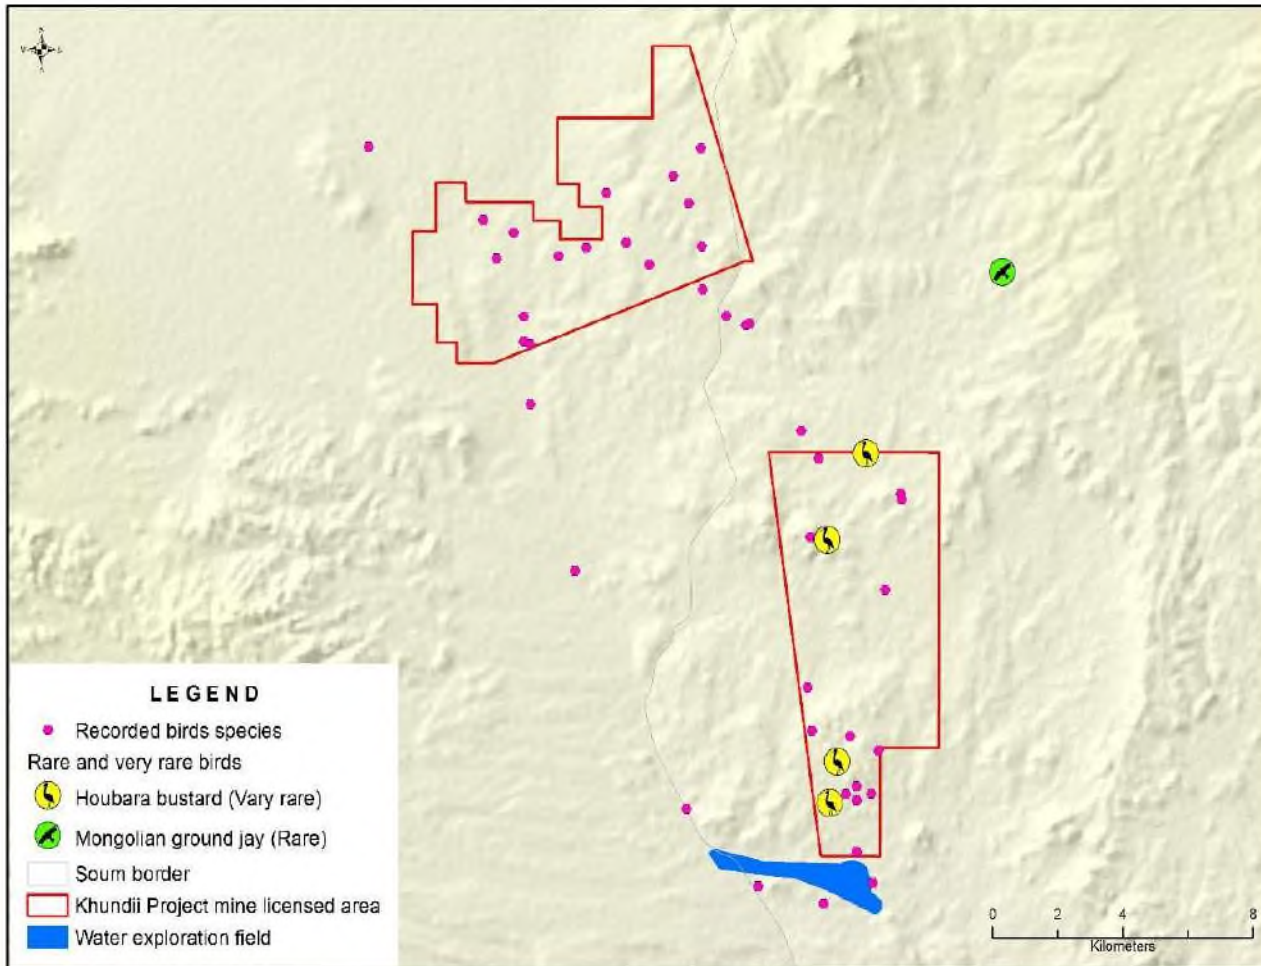 LEGEND
Recorded birds species
Rare and very rare birds
Houbara bustard (Vary rare)
Mongolian ground jay (Rare)
Soum border
Khundii Project mine licensed area
Water exploration field
0 2 4 8
Kilometers